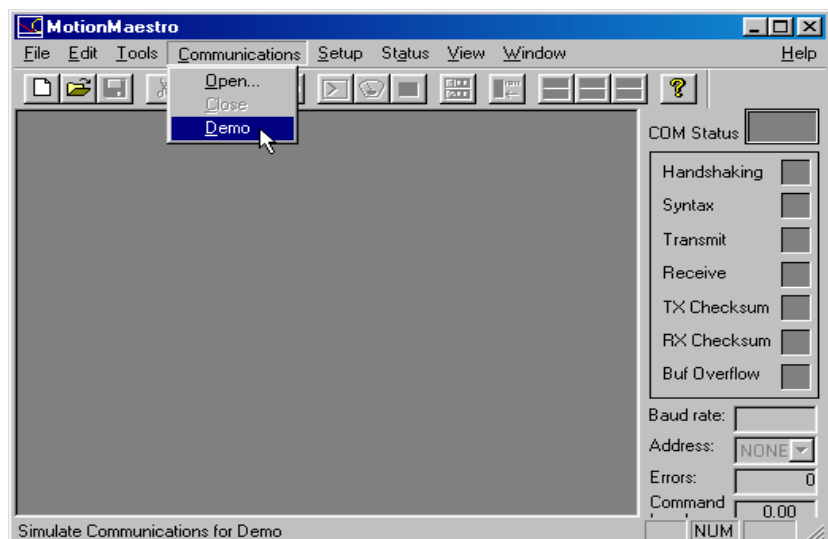 MotionMaestro
File Edit Tools Communications Setup Status View Window Help
Open...
Close
Demo
COM Status
Handshaking
Syntax
Transmit
Receive
TX Checksum
RX Checksum
Buf Overflow
Baud rate:
Address: NONE
Errors: 0
Command 0.00
Simulate Communications for Demo NUM